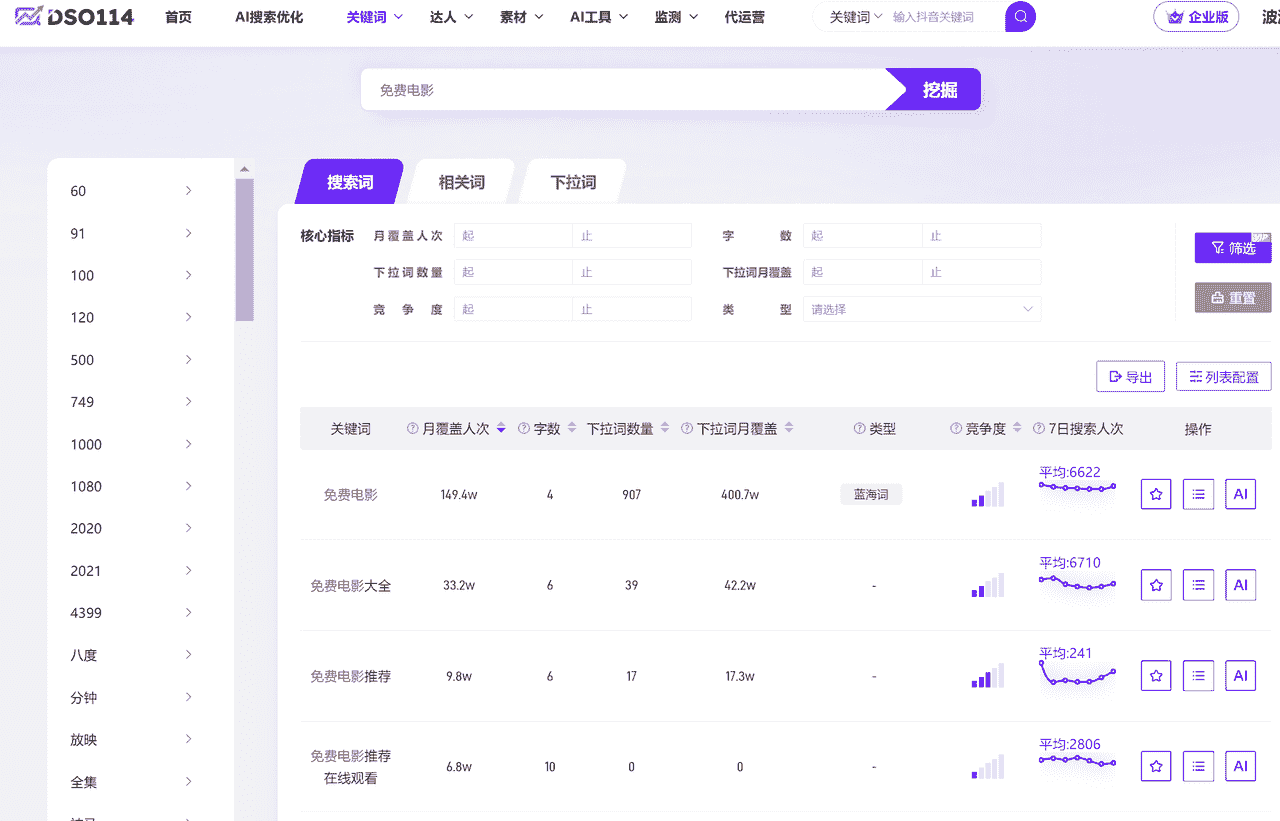 DSO114 首页 AI搜索优化 关键词 达人 素材 AI工具 监测 代运营 关键词 输入抖音关键词 企业版
免费电影 挖掘
搜索词 相关词 下拉词
60
91
100
120
500
749
1000
1080
2020
2021
4399
八度
分钟
放映
全集
核心指标 月覆盖人次 起 止 字数 起 止
下拉词数量 起 止 下拉词月覆盖 起 止
竞争度 起 止 类型 请选择
VIP
筛选
重置
导出 列表配置
关键词 月覆盖人次 字数 下拉词数量 下拉词月覆盖 类型 竞争度 7日搜索人次 操作
免费电影 149.4w 4 907 400.7w 蓝海词 平均:6622 AI
免费电影大全 33.2w 6 39 42.2w - 平均:6710 AI
免费电影推荐 9.8w 6 17 17.3w - 平均:241 AI
免费电影推荐
在线观看 6.8w 10 0 0 - 平均:2806 AI